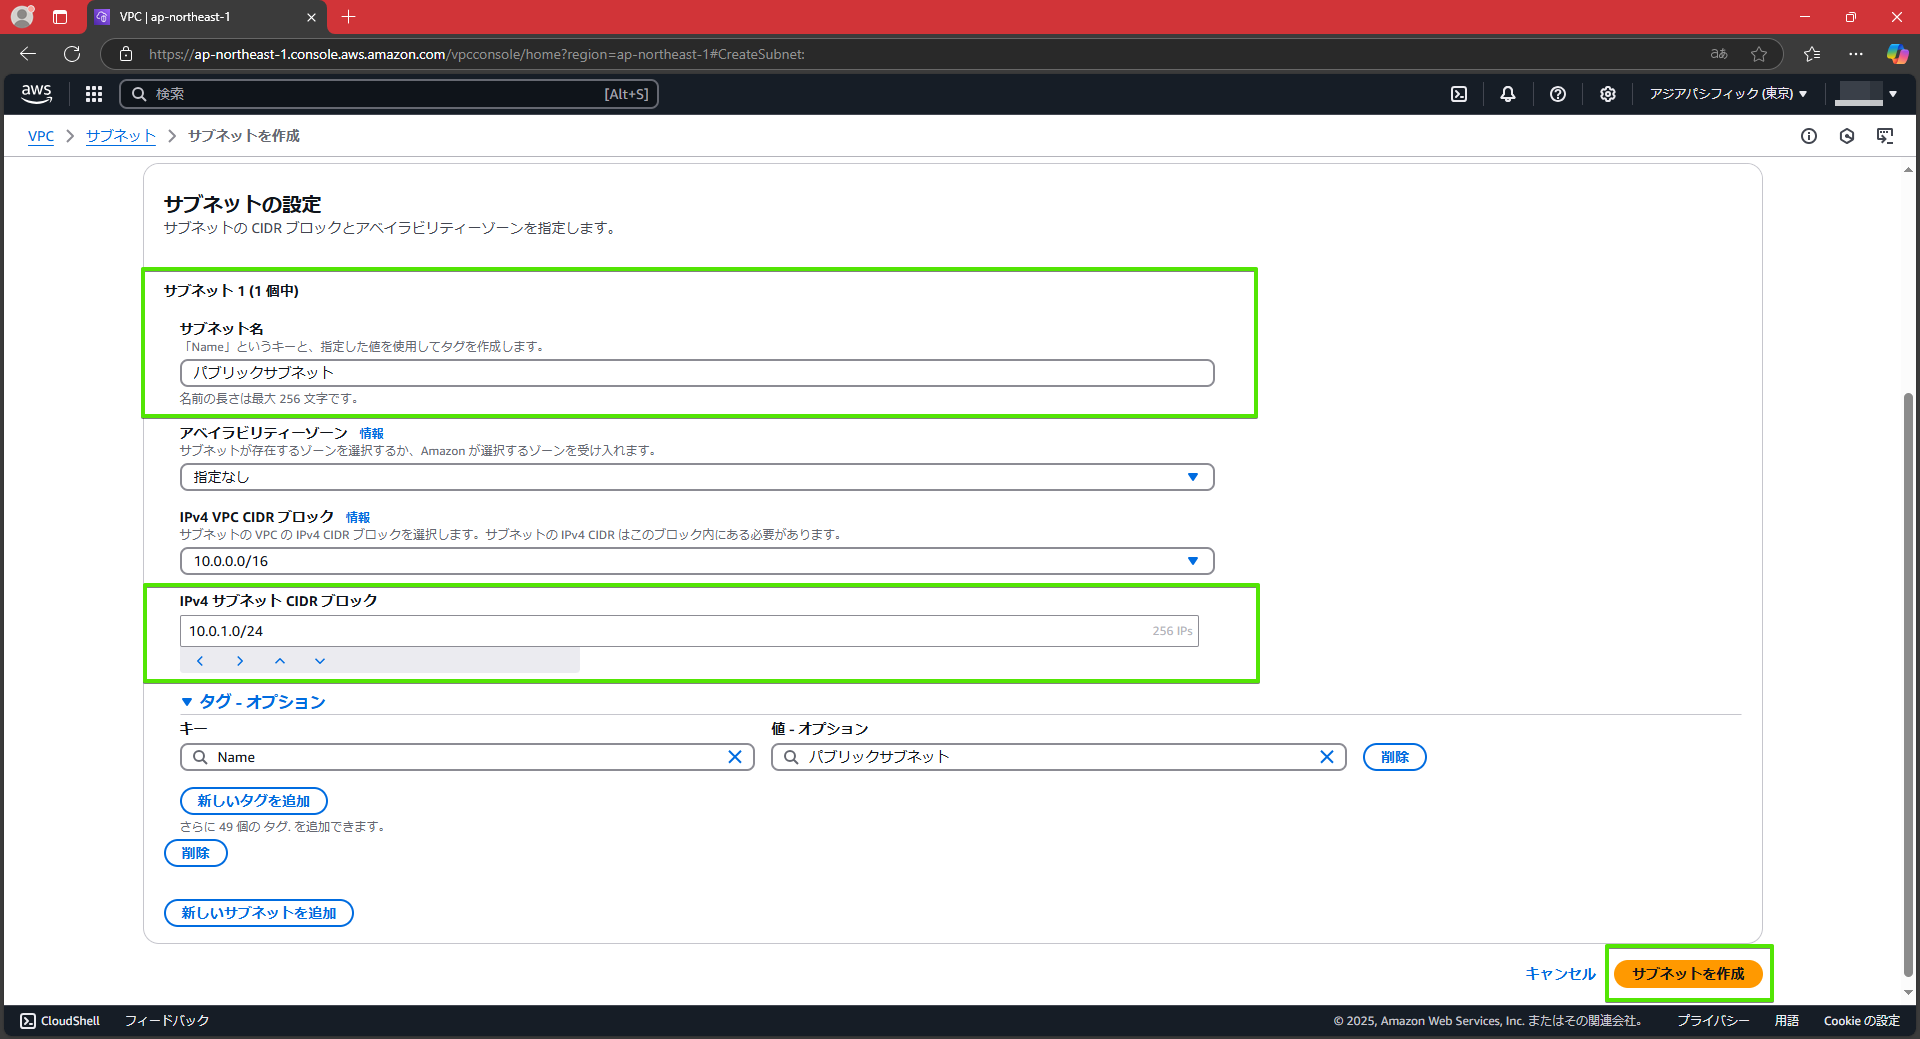 VPC | ap-northeast-1
https://ap-northeast-1.console.aws.amazon.com/vpcconsole/home?region=ap-northeast-1#CreateSubnet:
aあ
aws
検索
[Alt+S]
アジアパシフィック (東京)
VPC
サブネット
サブネットを作成
サブネットの設定
サブネットの CIDR ブロックとアベイラビリティーゾーンを指定します。
サブネット 1 (1 個中)
サブネット名
「Name」というキーと、指定した値を使用してタグを作成します。
パブリックサブネット
名前の長さは最大 256 文字です。
アベイラビリティーゾーン 情報
サブネットが存在するゾーンを選択するか、Amazon が選択するゾーンを受け入れます。
指定なし
IPv4 VPC CIDR ブロック 情報
サブネットの VPC の IPv4 CIDR ブロックを選択します。サブネットの IPv4 CIDR はこのブロック内にある必要があります。
10.0.0.0/16
IPv4 サブネット CIDR ブロック
10.0.1.0/24
256 IPs
タグ - オプション
キー
値 - オプション
Name
パブリックサブネット
削除
新しいタグを追加
さらに 49 個の タグ. を追加できます。
削除
新しいサブネットを追加
キャンセル
サブネットを作成
CloudShell
フィードバック
© 2025, Amazon Web Services, Inc. またはその関連会社。
プライバシー
用語
Cookie の設定